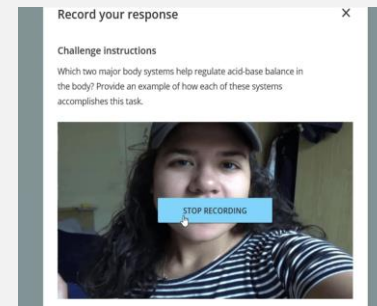 Record your response
Challenge instructions
Which two major body systems help regulate acid-base balance in
the body? Provide an example of how each of these systems
accomplishes this task.
STOP RECORDING